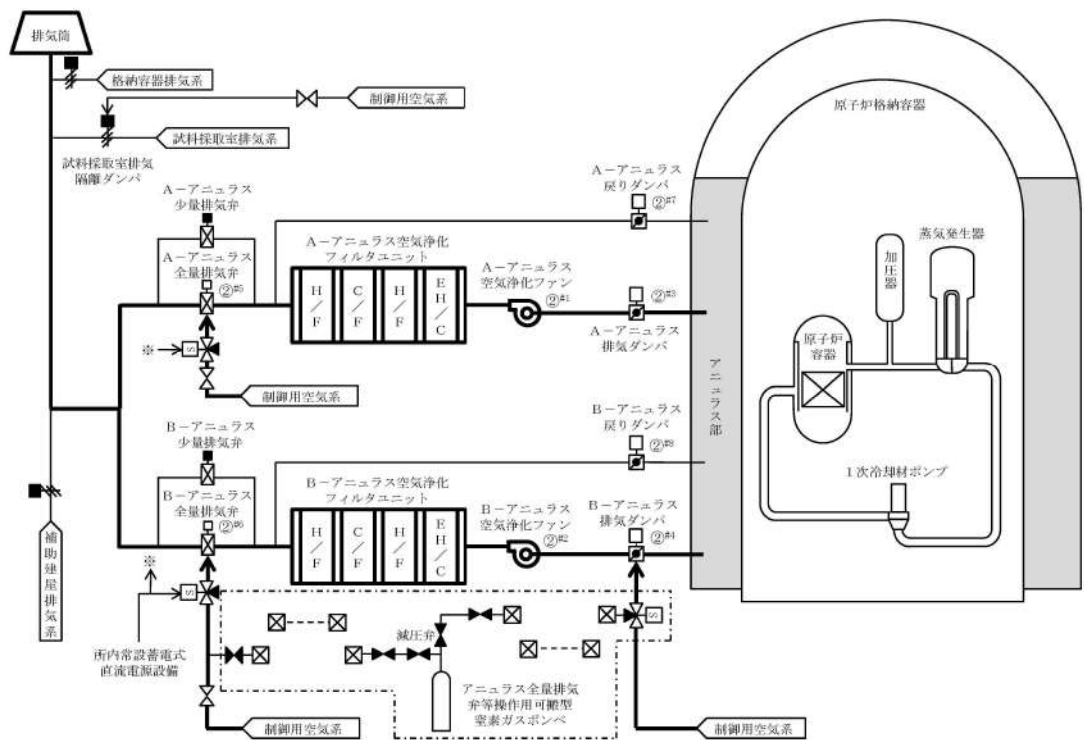 排気筒
格納容器排気系
制御用空気系
試料採取室排気系
試料採取室排気
隔離ダンパ
A－アニュラス
少量排気弁
A－アニュラス
全量排気弁
②#5
A－アニュラス空気浄化
フィルタユニット
H/F
C/F
H/F
EH/C
A－アニュラス
空気浄化ファン
②#1
A－アニュラス
戻りダンパ
②#7
②#3
A－アニュラス
排気ダンパ
※
S
制御用空気系
原子炉格納容器
蒸気発生器
加圧器
原子炉
容器
アニュラス部
1次冷却材ポンプ
B－アニュラス
少量排気弁
B－アニュラス
全量排気弁
②#6
B－アニュラス空気浄化
フィルタユニット
H/F
C/F
H/F
EH/C
B－アニュラス
空気浄化ファン
②#2
B－アニュラス
戻りダンパ
②#8
B－アニュラス
排気ダンパ
②#4
※
S
S
補助建屋排気系
所内常設蓄電式
直流電源設備
減圧弁
アニュラス全量排気
弁等操作用可搬型
窒素ガスボンベ
制御用空気系
制御用空気系